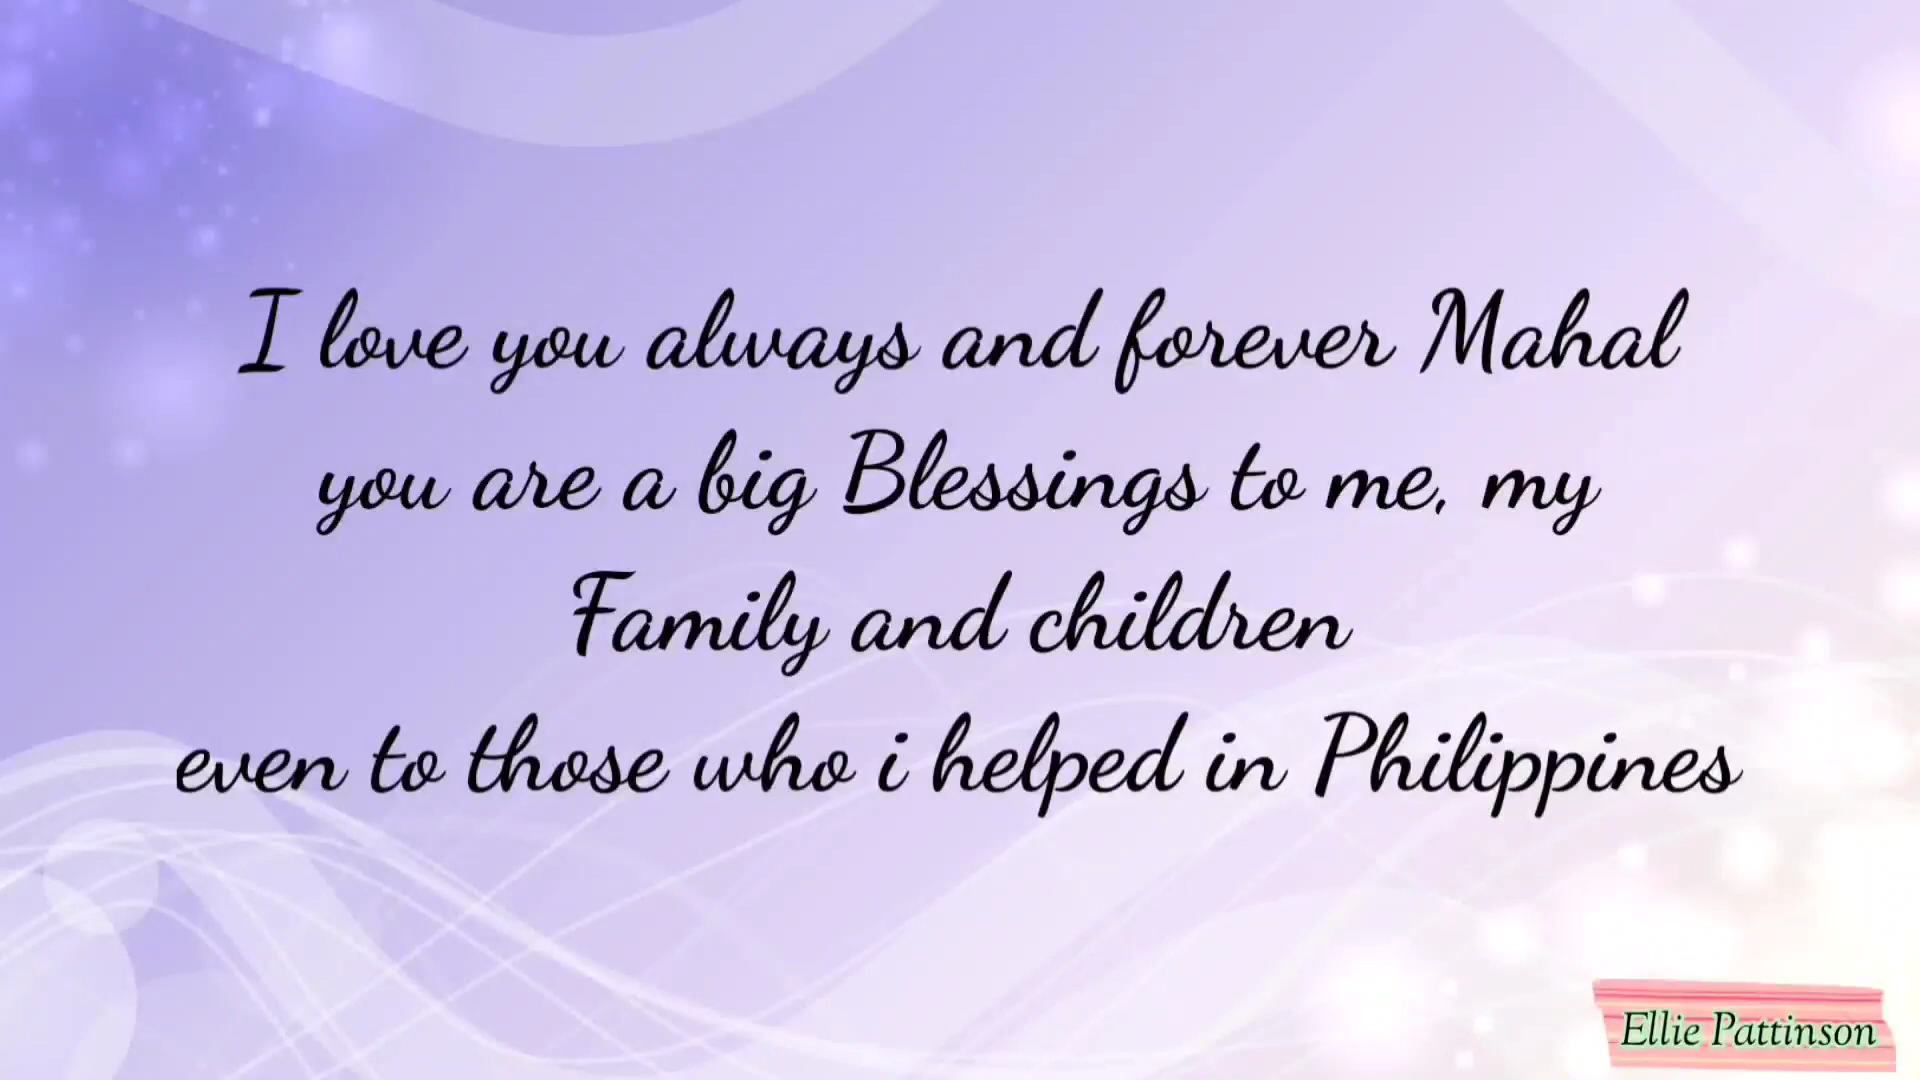 I love you always and forever Mahal
you are a big Blessings to me, my
Family and children
even to those who i helped in Philippines
Ellie Pattinson